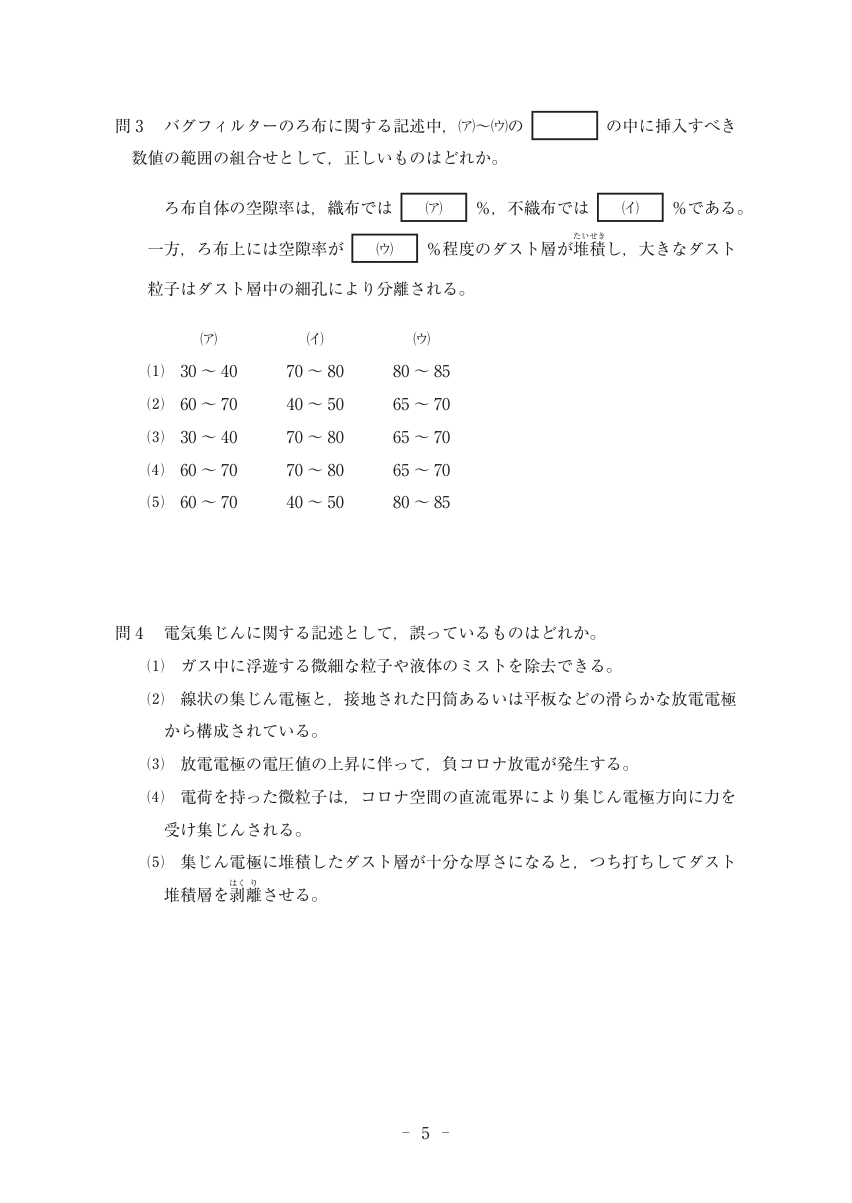 問3 バグフィルターのろ布に関する記述中，㋐～㋒の の中に挿入すべき
数値の範囲の組合せとして，正しいものはどれか。
ろ布自体の空隙率は，織布では (ア) %，不織布では (イ) %である。
たいせき
一方，ろ布上には空隙率が (ウ) %程度のダスト層が堆積し，大きなダスト
粒子はダスト層中の細孔により分離される。
(ア) (イ) (ウ)
(1) 30 ～ 40 70 ～ 80 80 ～ 85
(2) 60 ～ 70 40 ～ 50 65 ～ 70
(3) 30 ～ 40 70 ～ 80 65 ～ 70
(4) 60 ～ 70 70 ～ 80 65 ～ 70
(5) 60 ～ 70 40 ～ 50 80 ～ 85
問4 電気集じんに関する記述として，誤っているものはどれか。
(1) ガス中に浮遊する微細な粒子や液体のミストを除去できる。
(2) 線状の集じん電極と，接地された円筒あるいは平板などの滑らかな放電電極
から構成されている。
(3) 放電電極の電圧値の上昇に伴って，負コロナ放電が発生する。
(4) 電荷を持った微粒子は，コロナ空間の直流電界により集じん電極方向に力を
受け集じんされる。
(5) 集じん電極に堆積したダスト層が十分な厚さになると，つち打ちしてダスト
はく り
堆積層を剥離させる。
- 5 -